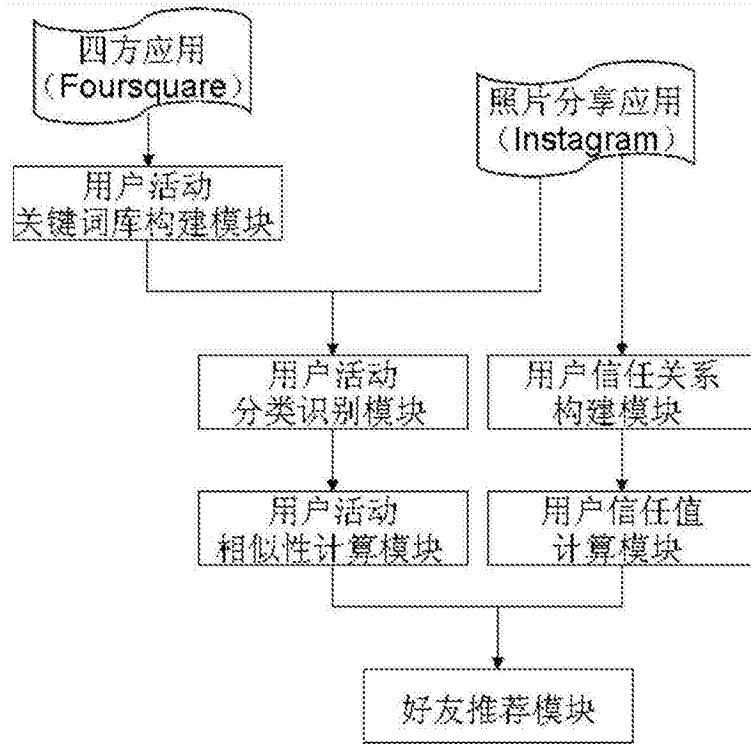 四方应用
（Foursquare）
照片分享应用
（Instagram）
用户活动
关键词库构建模块
用户活动
分类识别模块
用户信任关系
构建模块
用户活动
相似性计算模块
用户信任值
计算模块
好友推荐模块